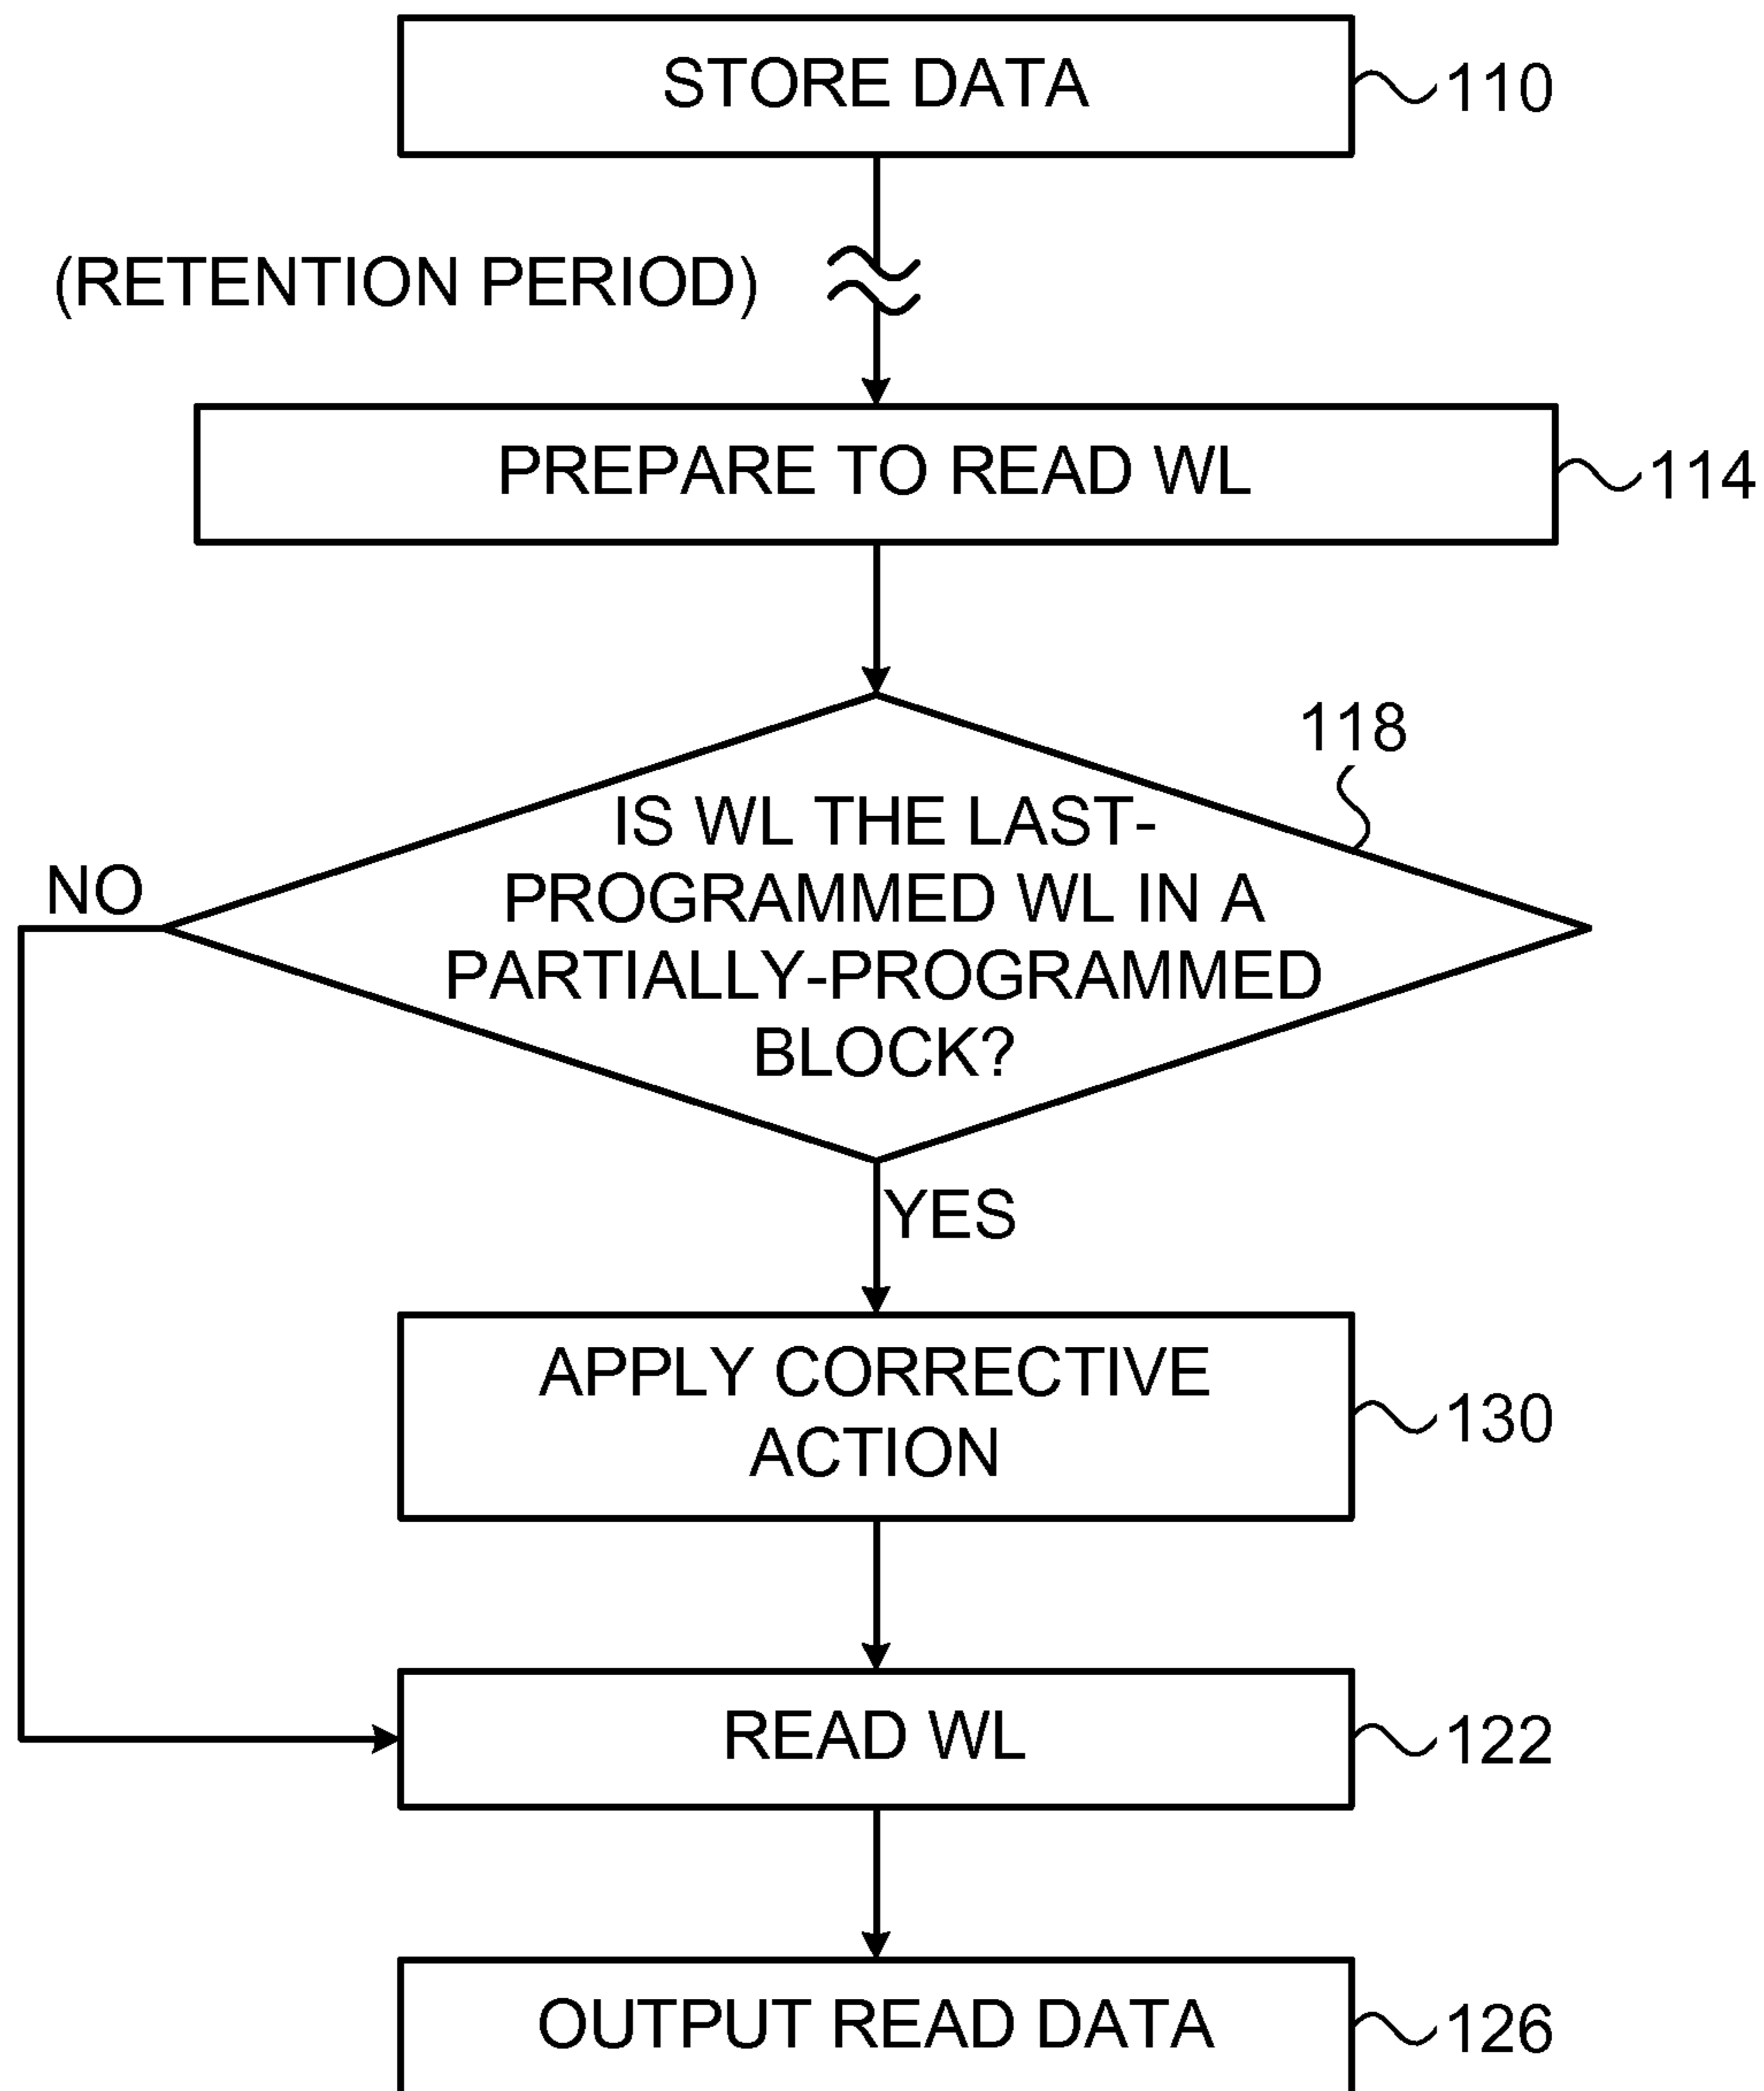 STORE DATA
110
(RETENTION PERIOD)
PREPARE TO READ WL
114
118
IS WL THE LAST-
PROGRAMMED WL IN A
PARTIALLY-PROGRAMMED
BLOCK?
NO
YES
APPLY CORRECTIVE
ACTION
130
READ WL
122
OUTPUT READ DATA
126